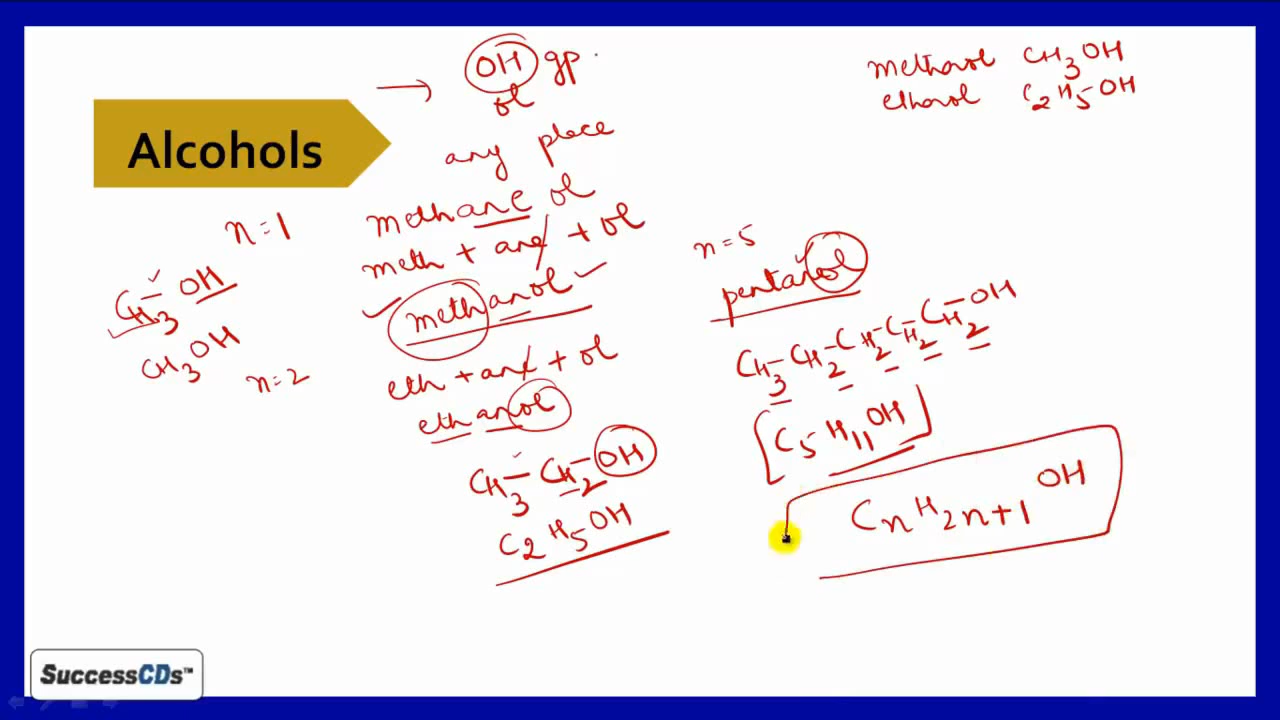 Alcohols
→ OH gp.
ol
any place
methane ol
meth + ane + ol
methanol
eth + ane + ol
ethanol
CH3-CH2-OH
C2H5OH
n=1
CH3-OH
CH3OH
n=2
methanol CH3OH
ethanol C2H5OH
n=5
pentanol
CH3-CH2-CH2-CH2-CH2-OH
[C5H11OH]
CnH2n+1OH
SuccessCDs™